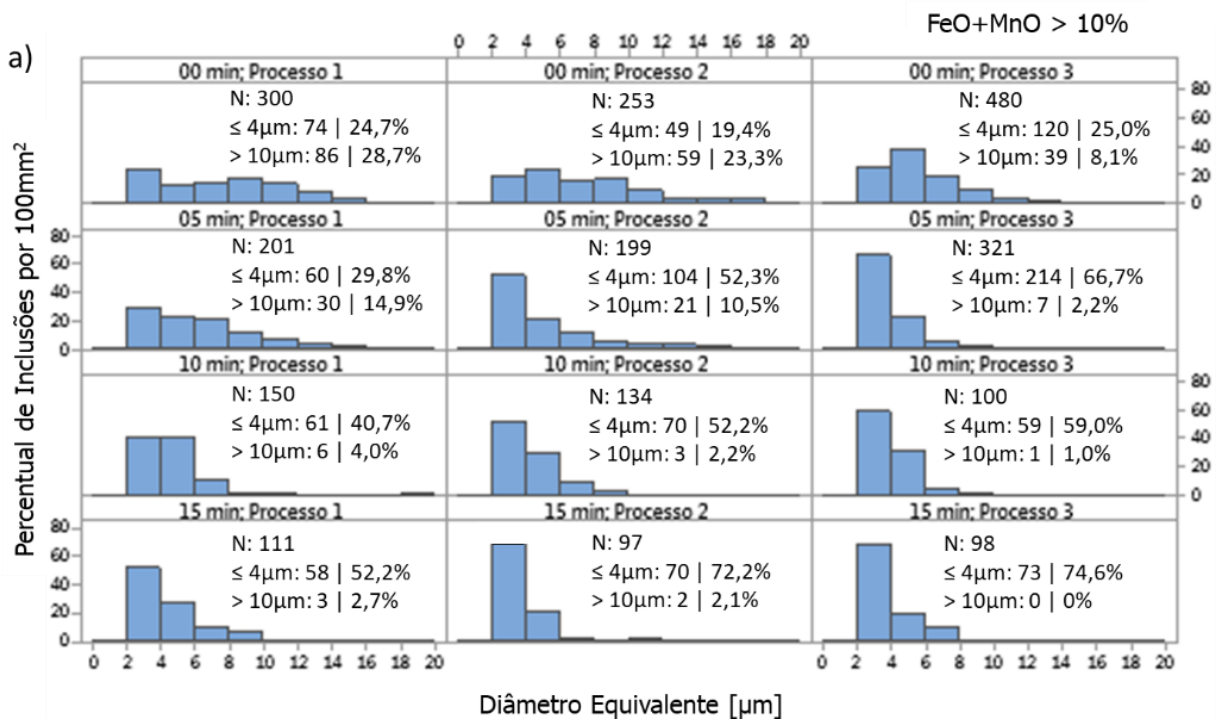 FeO+MnO > 10%
a)
0 2 4 6 8 10 12 14 16 18 20
00 min; Processo 1
00 min; Processo 2
00 min; Processo 3
N: 300
≤ 4µm: 74 | 24,7%
> 10µm: 86 | 28,7%
N: 253
≤ 4µm: 49 | 19,4%
> 10µm: 59 | 23,3%
N: 480
≤ 4µm: 120 | 25,0%
> 10µm: 39 | 8,1%
80
60
40
20
0
05 min; Processo 1
05 min; Processo 2
05 min; Processo 3
80
60
40
20
0
N: 201
≤ 4µm: 60 | 29,8%
> 10µm: 30 | 14,9%
N: 199
≤ 4µm: 104 | 52,3%
> 10µm: 21 | 10,5%
N: 321
≤ 4µm: 214 | 66,7%
> 10µm: 7 | 2,2%
Percentual de Inclusões por 100mm²
10 min; Processo 1
10 min; Processo 2
10 min; Processo 3
N: 150
≤ 4µm: 61 | 40,7%
> 10µm: 6 | 4,0%
N: 134
≤ 4µm: 70 | 52,2%
> 10µm: 3 | 2,2%
N: 100
≤ 4µm: 59 | 59,0%
> 10µm: 1 | 1,0%
80
60
40
20
0
15 min; Processo 1
15 min; Processo 2
15 min; Processo 3
80
60
40
20
0
N: 111
≤ 4µm: 58 | 52,2%
> 10µm: 3 | 2,7%
N: 97
≤ 4µm: 70 | 72,2%
> 10µm: 2 | 2,1%
N: 98
≤ 4µm: 73 | 74,6%
> 10µm: 0 | 0%
0 2 4 6 8 10 12 14 16 18 20
0 2 4 6 8 10 12 14 16 18 20
Diâmetro Equivalente [µm]